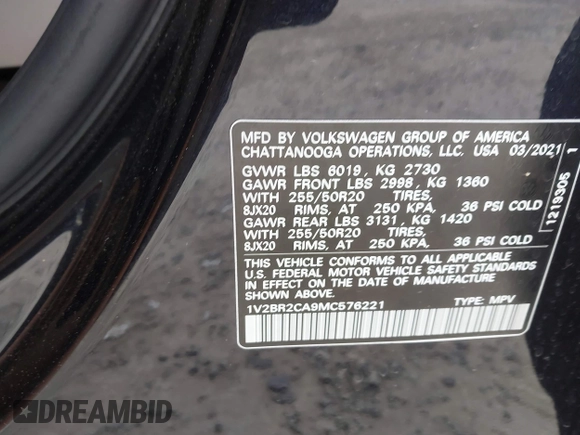 MFD BY VOLKSWAGEN GROUP OF AMERICA
CHATTANOOGA OPERATIONS, LLC. USA 03/2021
GVWR LBS 6019, KG 2730
GAWR FRONT LBS 2998, KG 1360
WITH 255/50R20 TIRES,
8JX20 RIMS, AT 250 KPA, 36 PSI COLD
GAWR REAR LBS 3131, KG 1420
WITH 255/50R20 TIRES,
8JX20 RIMS, AT 250 KPA, 36 PSI COLD
THIS VEHICLE CONFORMS TO ALL APPLICABLE
U.S. FEDERAL MOTOR VEHICLE SAFETY STANDARDS
IN EFFECT ON THE DATE OF MANUFACTURE
SHOWN ABOVE.
1V2BR2CA9MC576221 TYPE: MPV
1219305 1
DREAMBID